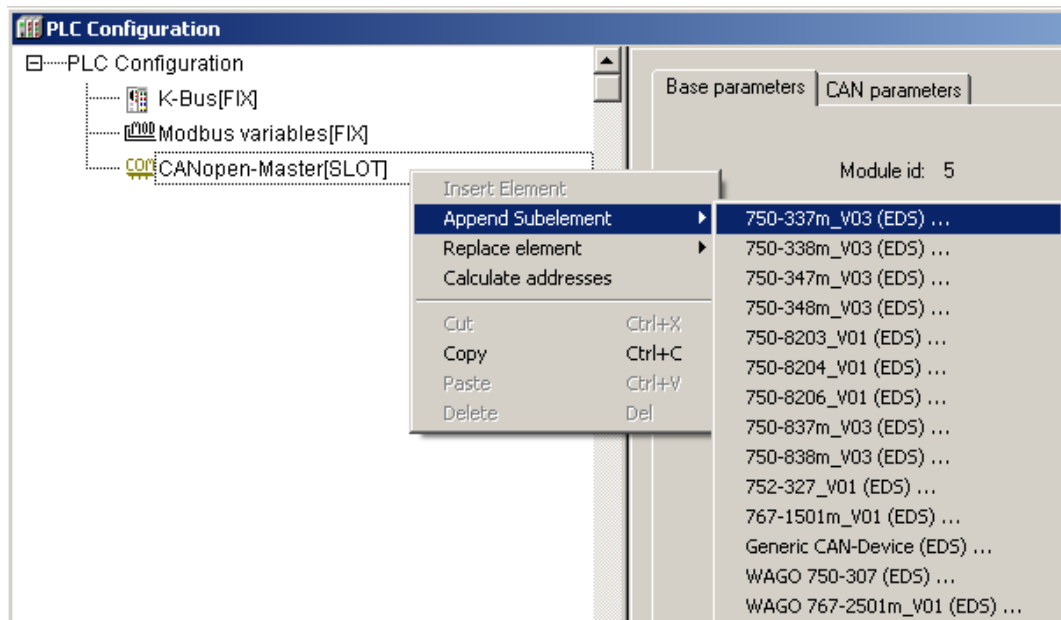 PLC Configuration
PLC Configuration
K-Bus[FIX]
Modbus variables[FIX]
CANopen-Master[SLOT]
Base parameters
CAN parameters
Module id: 5
Insert Element
Append Subelement
Replace element
Calculate addresses
Cut Ctrl+X
Copy Ctrl+C
Paste Ctrl+V
Delete Del
750-337m_V03 (EDS) ...
750-338m_V03 (EDS) ...
750-347m_V03 (EDS) ...
750-348m_V03 (EDS) ...
750-8203_V01 (EDS) ...
750-8204_V01 (EDS) ...
750-8206_V01 (EDS) ...
750-837m_V03 (EDS) ...
750-838m_V03 (EDS) ...
752-327_V01 (EDS) ...
767-1501m_V01 (EDS) ...
Generic CAN-Device (EDS) ...
WAGO 750-307 (EDS) ...
WAGO 767-2501m_V01 (EDS) ...